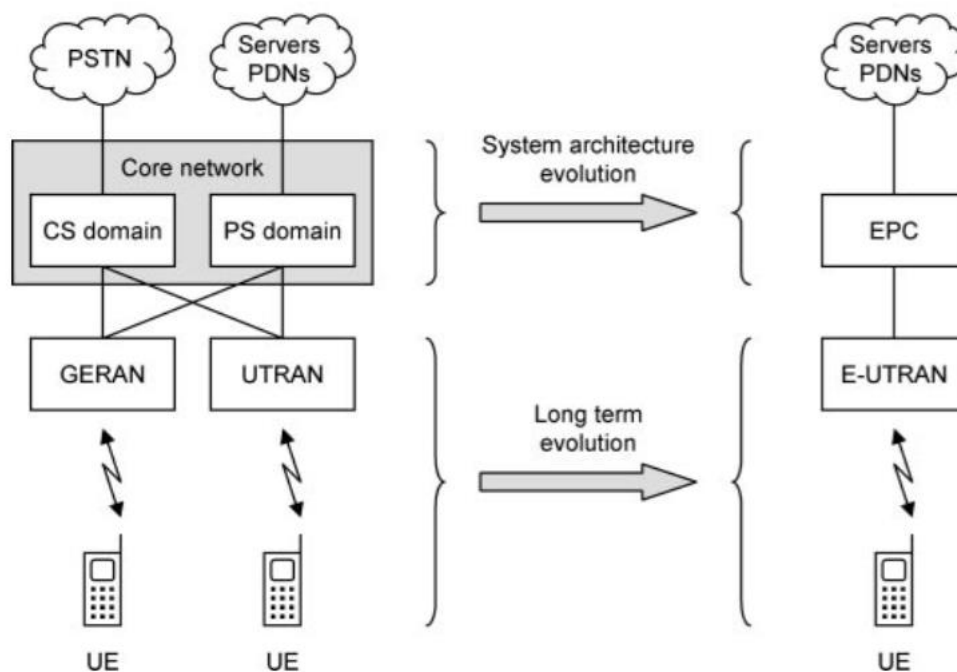 PSTN
Servers
PDNs
Servers
PDNs
Core network
System architecture
evolution
CS domain
PS domain
EPC
GERAN
UTRAN
E-UTRAN
Long term
evolution
UE
UE
UE